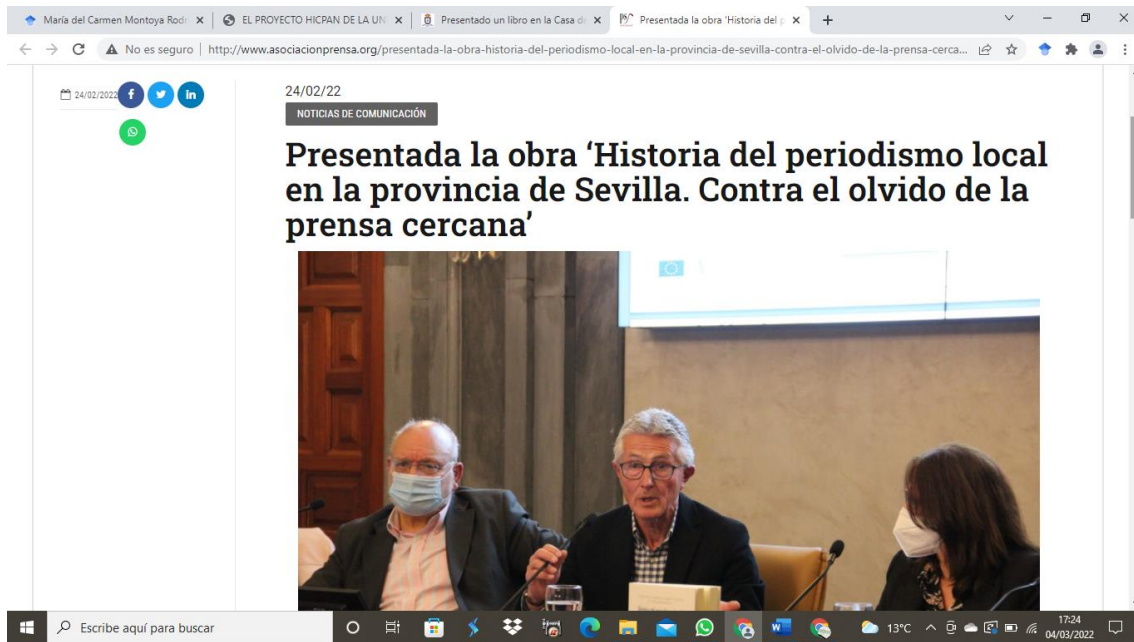 María del Carmen Montoya Rodr
EL PROYECTO HICPAN DE LA UN
Presentado un libro en la Casa d
Presentada la obra 'Historia del p
No es seguro | http://www.asociacionprensa.org/presentada-la-obra-historia-del-periodismo-local-en-la-provincia-de-sevilla-contra-el-olvido-de-la-prensa-cerca...
24/02/2022
24/02/22
NOTICIAS DE COMUNICACIÓN
Presentada la obra ‘Historia del periodismo local
en la provincia de Sevilla. Contra el olvido de la
prensa cercana’
Escribe aquí para buscar
13°C
17:24
04/03/2022